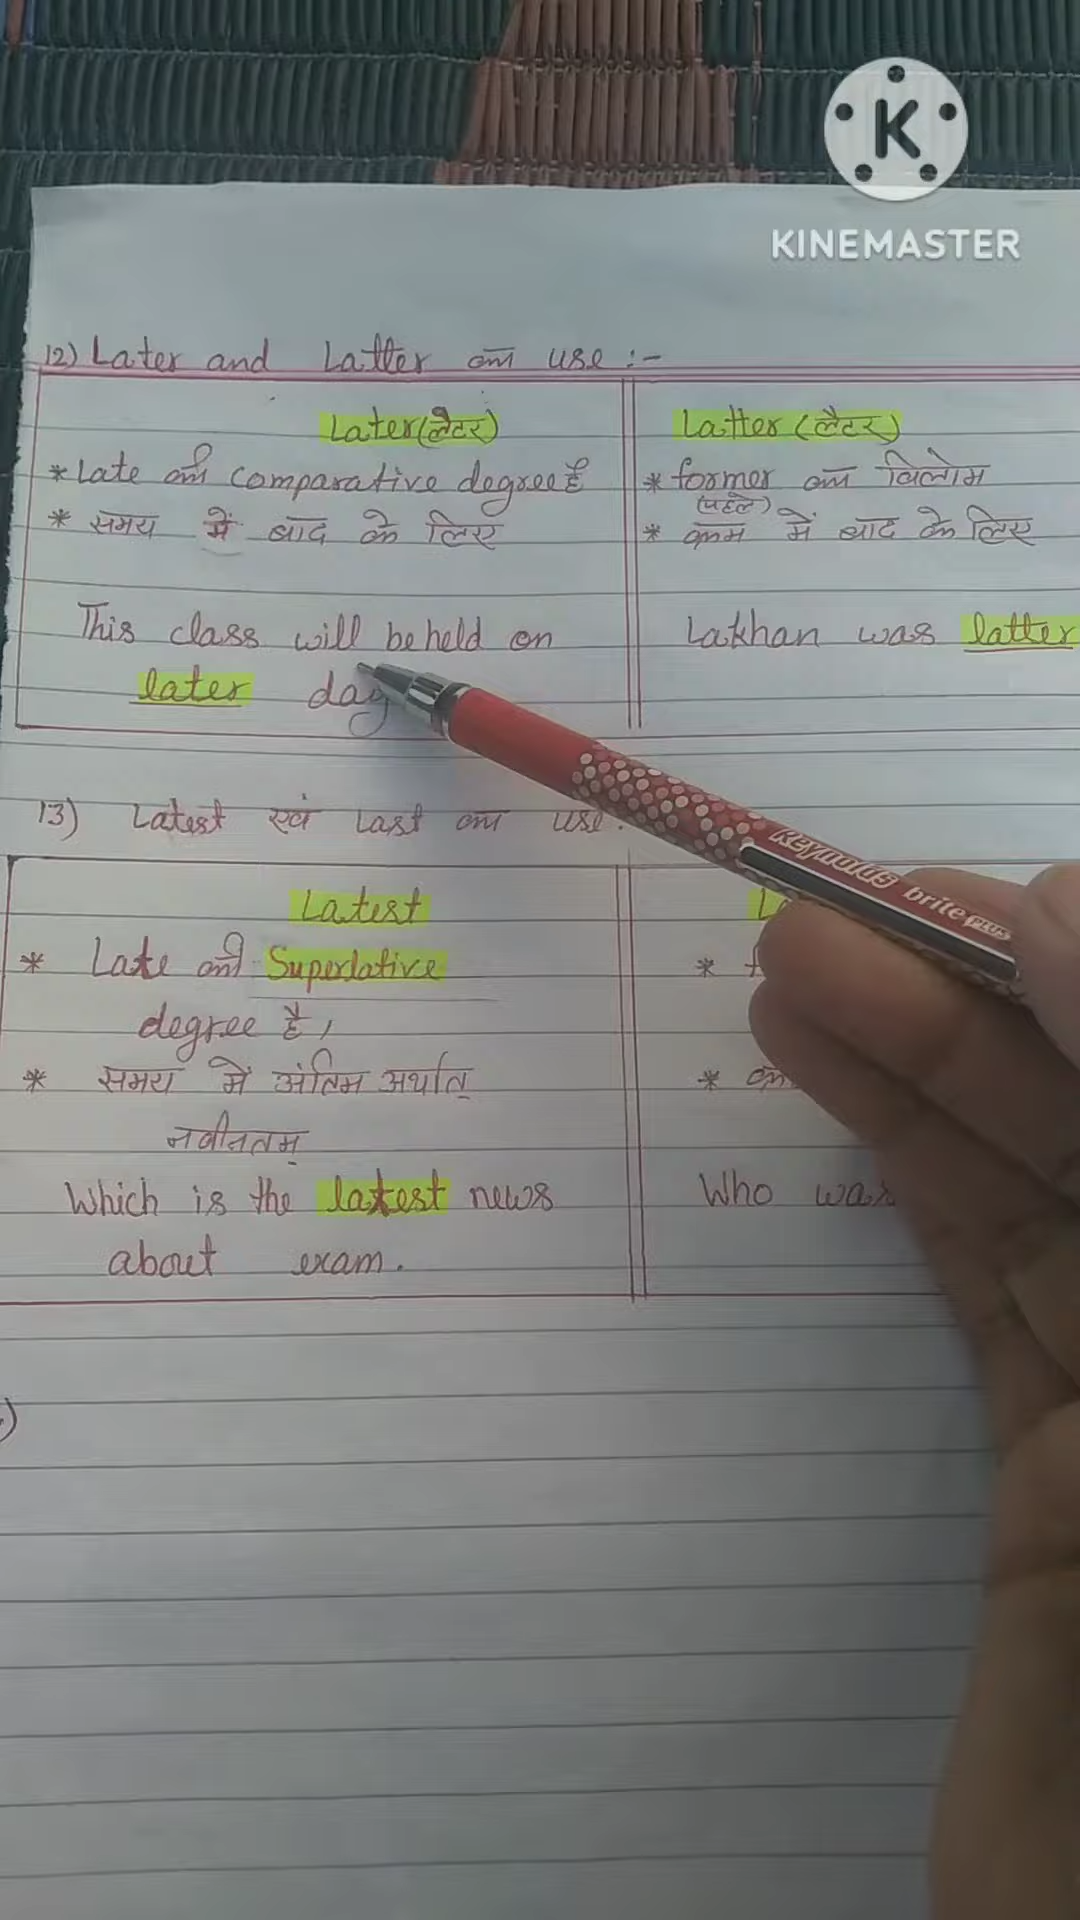 KINEMASTER
12) Later and Latter का use :-
Later (लेटर)
* Late की comparative degree है
* समय में बाद के लिए
This class will be held on
later day
Latter (लैटर)
* former का विलोम
(पहले)
* क्रम में बाद के लिए
Lakhan was latter
13) Latest एवं Last का use.
Latest
* Late की Superlative
degree है,
* समय में अंतिम अर्थात्
नवीनतम्
Which is the latest news
about exam.
*
*
Who was
Reynolds brite PLUS